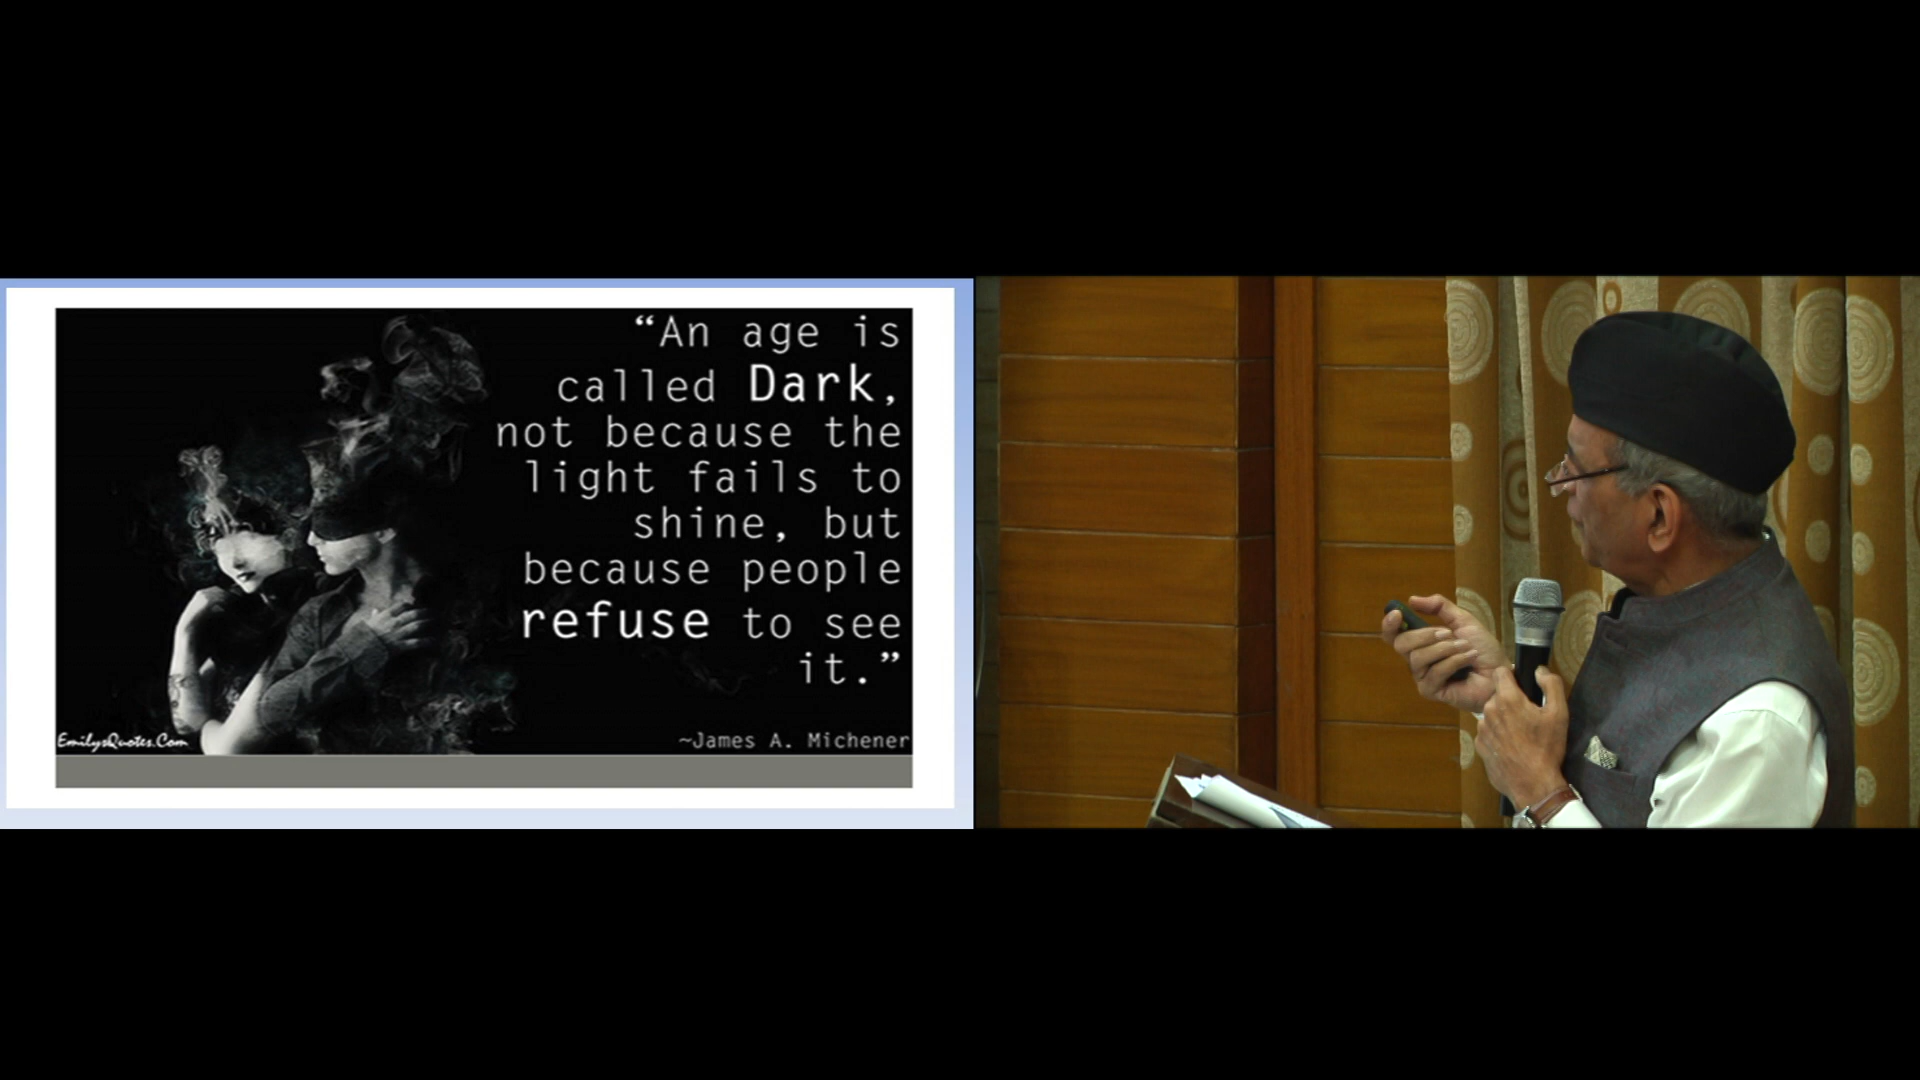 “An age is
called Dark,
not because the
light fails to
shine, but
because people
refuse to see
it.”
EmilysQuotes.Com
~James A. Michener